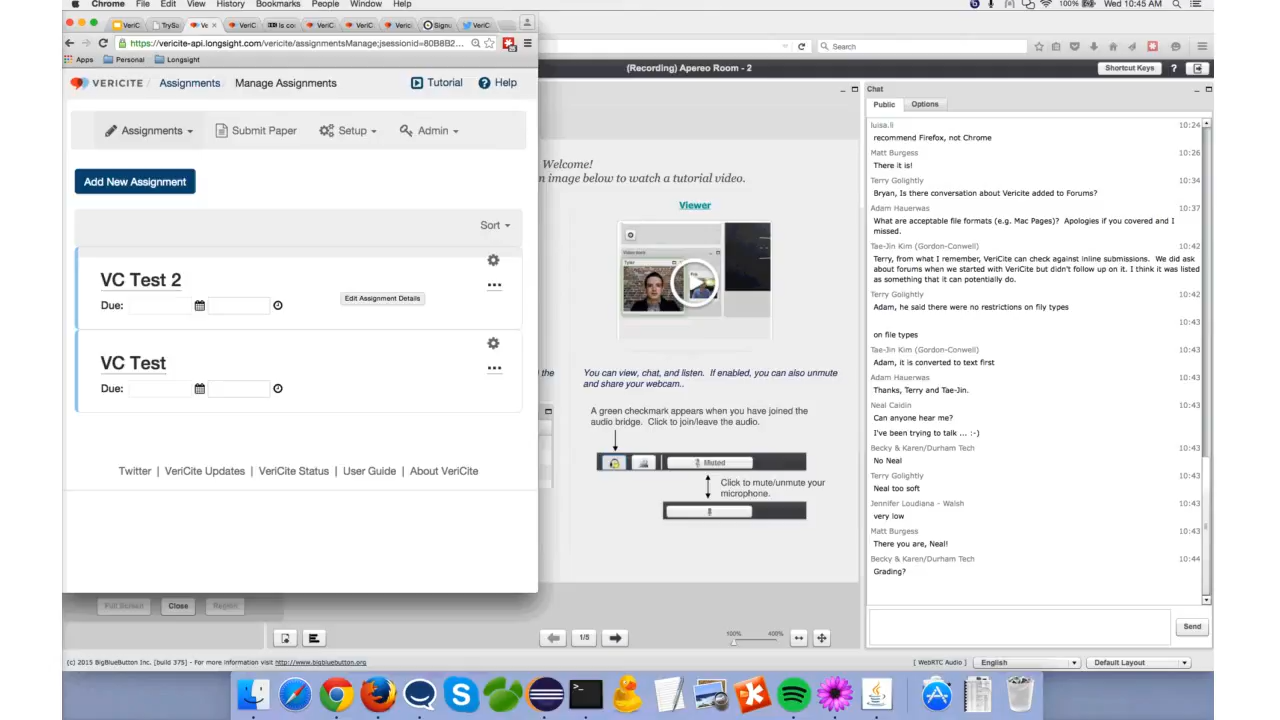 Chrome File Edit View History Bookmarks People Window Help 100% Wed 10:45 AM
VeriC TrySa Ve VeriC Is co VeriC VeriC Veric Signu VeriC
https://vericite-api.longsight.com/vericite/assignmentsManage;jsessionid=80B8B2...
Search
Apps Personal Longsight
(Recording) Apereo Room - 2
Shortcut Keys ?
VERICITE / Assignments / Manage Assignments Tutorial Help
Assignments Submit Paper Setup Admin
Add New Assignment
Sort
VC Test 2
Due:
Edit Assignment Details
VC Test
Due:
Twitter | VeriCite Updates | VeriCite Status | User Guide | About VeriCite
Welcome!
n image below to watch a tutorial video.
Viewer
Tyler
the
You can view, chat, and listen. If enabled, you can also unmute
and share your webcam..
A green checkmark appears when you have joined the
audio bridge. Click to join/leave the audio.
Muted
Click to mute/unmute your
microphone.
Full Screen Close Region
1/5
100% 400%
Chat
Public Options
luisa.li 10:24
recommend Firefox, not Chrome
Matt Burgess 10:26
There it is!
Terry Golightly 10:34
Bryan, Is there conversation about Vericite added to Forums?
Adam Hauerwas 10:37
What are acceptable file formats (e.g. Mac Pages)? Apologies if you covered and I
missed.
Tae-Jin Kim (Gordon-Conwell) 10:42
Terry, from what I remember, VeriCite can check against inline submissions. We did ask
about forums when we started with VeriCite but didn't follow up on it. I think it was listed
as something that it can potentially do.
Terry Golightly 10:42
Adam, he said there were no restrictions on fily types
10:43
on file types
Tae-Jin Kim (Gordon-Conwell) 10:43
Adam, it is converted to text first
Adam Hauerwas 10:43
Thanks, Terry and Tae-Jin.
Neal Caidin 10:43
Can anyone hear me?
I've been trying to talk ... :-)
Becky & Karen/Durham Tech 10:43
No Neal
Terry Golightly 10:43
Neal too soft
Jennifer Loudiana - Walsh 10:43
very low
Matt Burgess 10:43
There you are, Neal!
Becky & Karen/Durham Tech 10:44
Grading?
Send
(c) 2015 BigBlueButton Inc. [build 375] - For more information visit http://www.bigbluebutton.org
[ WebRTC Audio ] English Default Layout